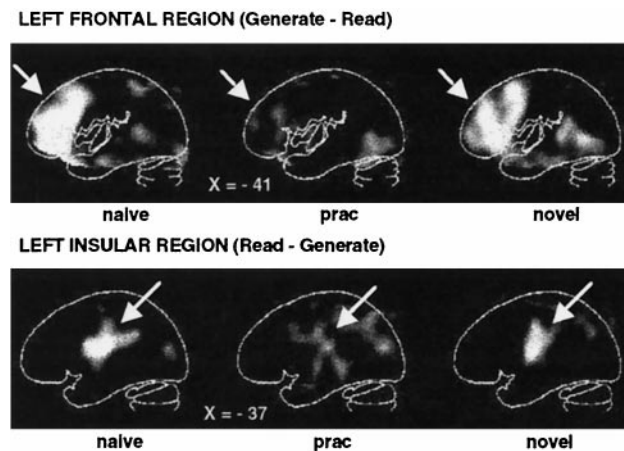 LEFT FRONTAL REGION (Generate - Read)
X = - 41
naive prac novel
LEFT INSULAR REGION (Read - Generate)
X = - 37
naive prac novel